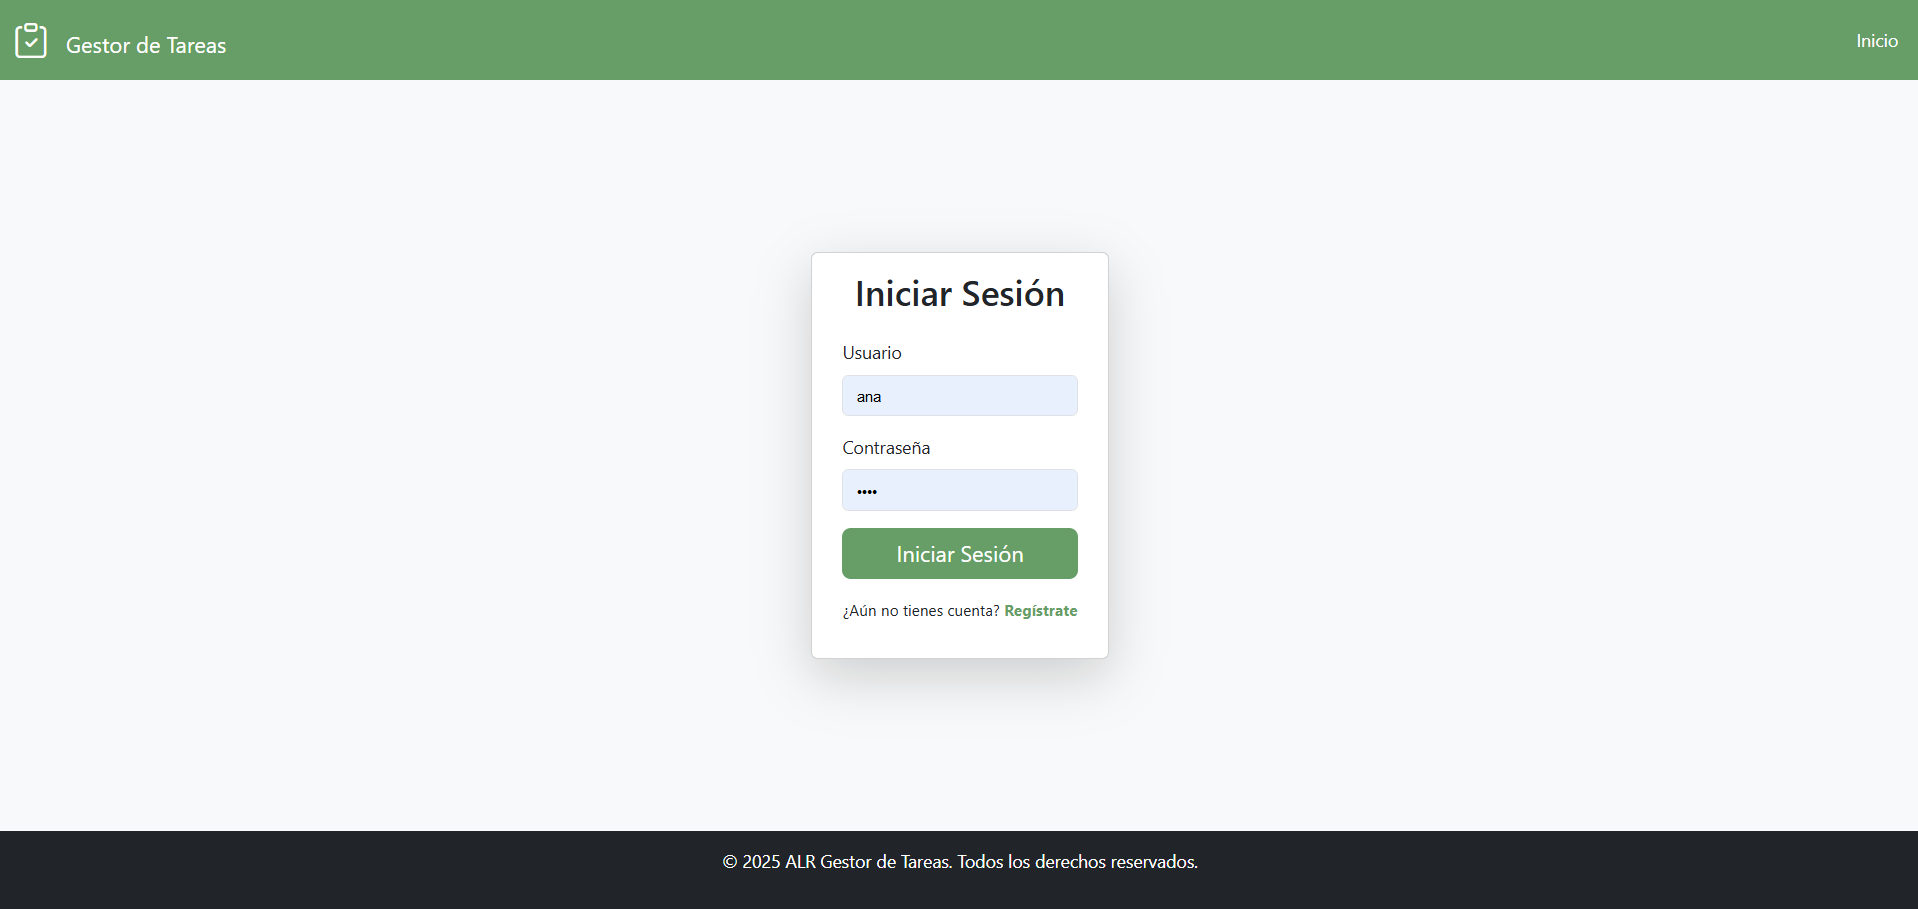 Gestor de Tareas
Inicio
Iniciar Sesión
Usuario
ana
Contraseña
••••
Iniciar Sesión
¿Aún no tienes cuenta? Regístrate
© 2025 ALR Gestor de Tareas. Todos los derechos reservados.